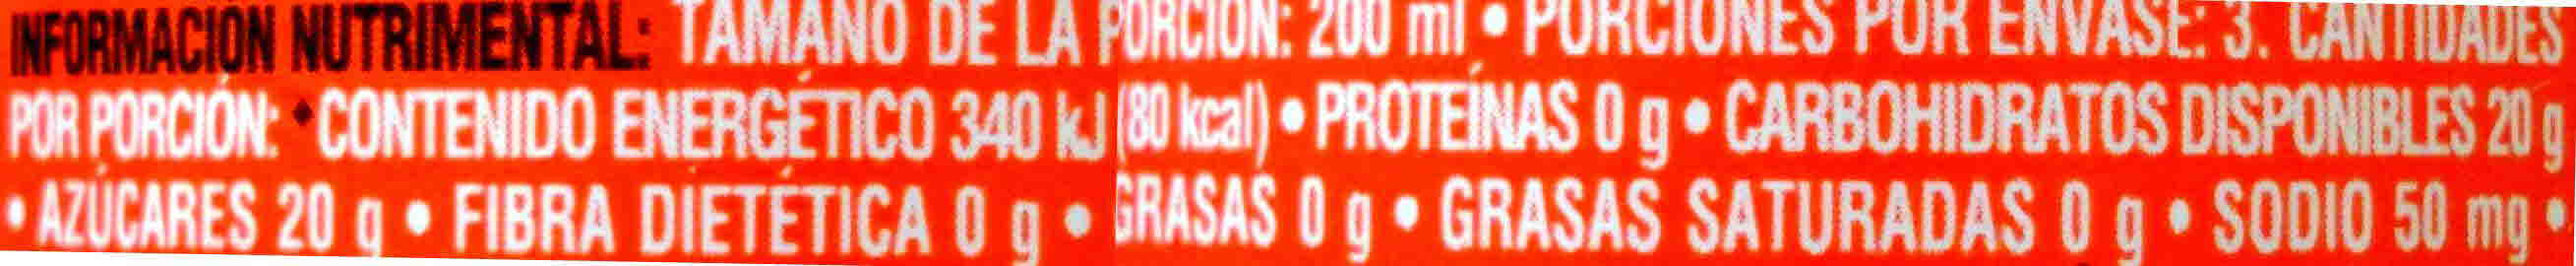 INFORMACIÓN NUTRIMENTAL: TAMAÑO DE LA PORCIÓN: 200 ml • PORCIONES POR ENVASE: 3. CANTIDADES
POR PORCIÓN: • CONTENIDO ENERGÉTICO 340 kJ (80 kcal) • PROTEÍNAS 0 g • CARBOHIDRATOS DISPONIBLES 20 g
• AZÚCARES 20 g • FIBRA DIETÉTICA 0 g • GRASAS 0 g • GRASAS SATURADAS 0 g • SODIO 50 mg •